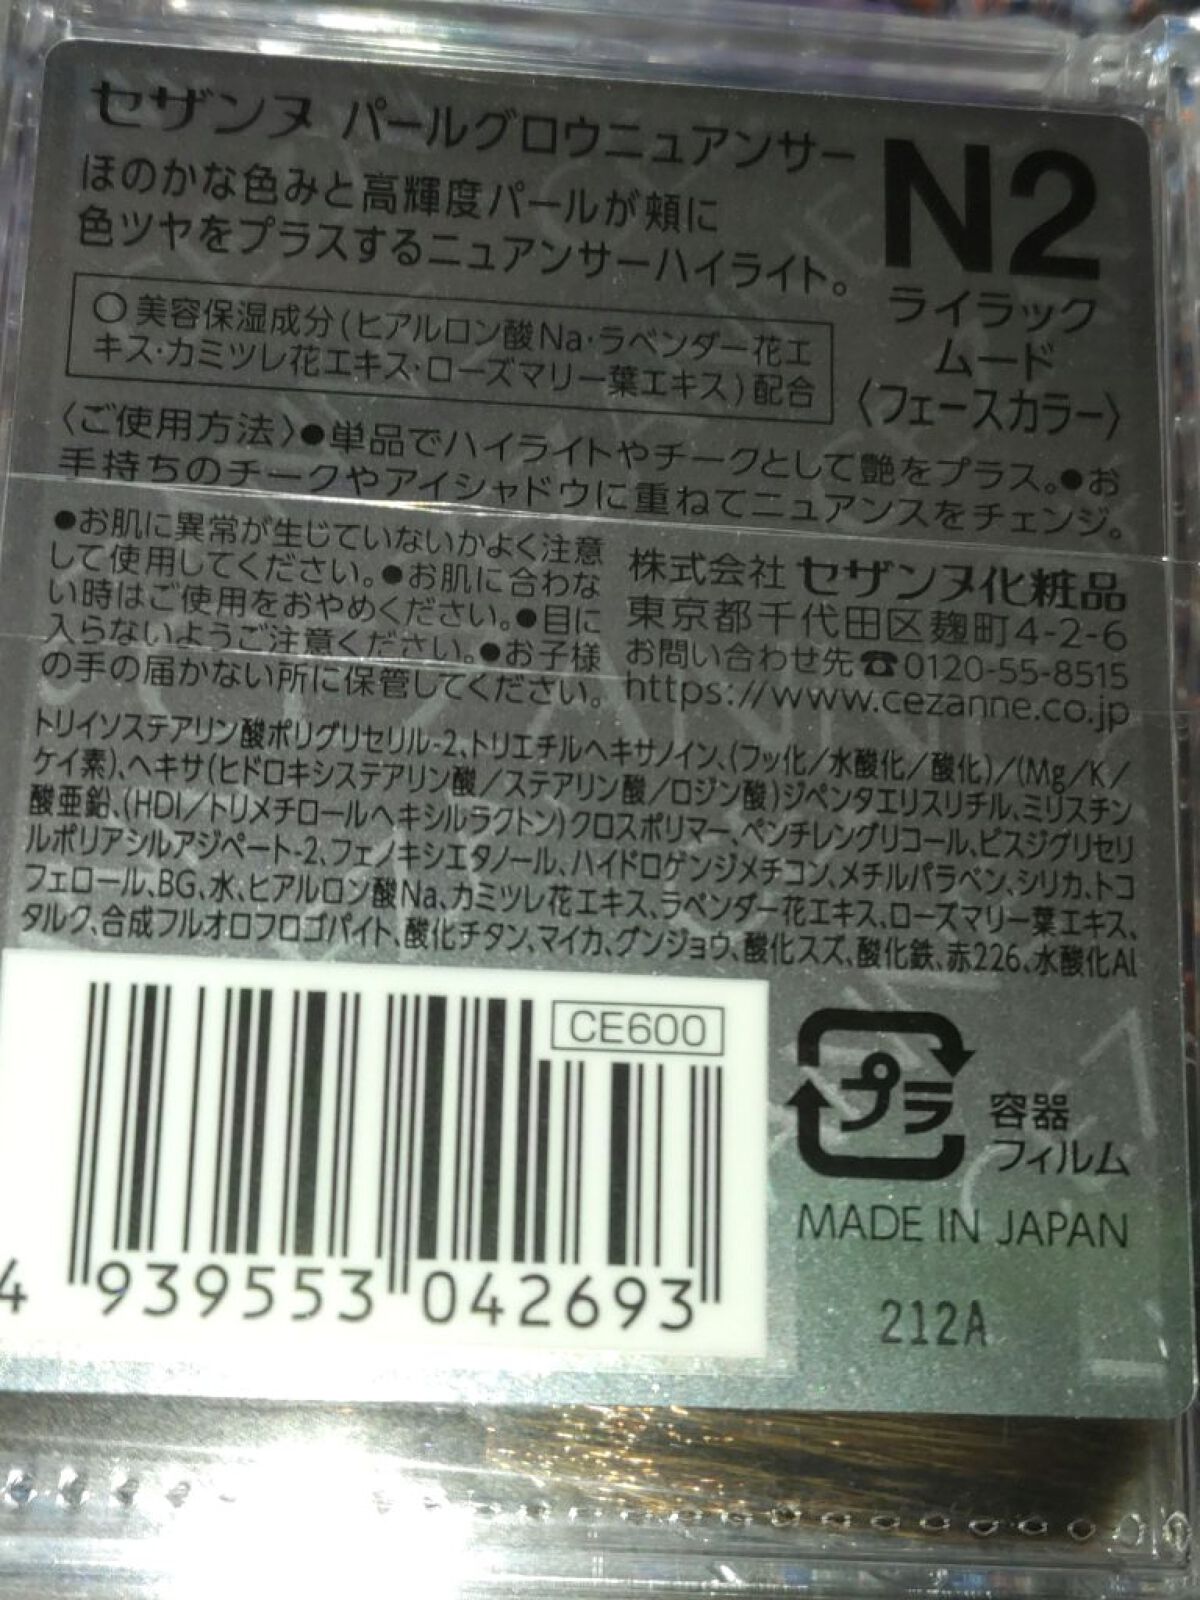 セザンヌ パールグロウニュアンサー
ほのかな色みと高輝度パールが頬に
色ツヤをプラスするニュアンサーハイライト。
N2
ライラック
ムード
〈フェースカラー〉
○美容保湿成分(ヒアルロン酸Na・ラベンダー花エ
キス・カミツレ花エキス・ローズマリー葉エキス)配合
〈ご使用方法〉●単品でハイライトやチークとして艶をプラス。●お
手持ちのチークやアイシャドウに重ねてニュアンスをチェンジ。
●お肌に異常が生じていないかよく注意
して使用してください。●お肌に合わな
い時はご使用をおやめください。●目に
入らないようご注意ください。●お子様
の手の届かない所に保管してください。
株式会社 セザンヌ化粧品
東京都千代田区麹町4-2-6
お問い合わせ先☎0120-55-8515
https://www.cezanne.co.jp
トリイソステアリン酸ポリグリセリル-2、トリエチルヘキサノイン、(フッ化/水酸化/酸化)/(Mg/K/
ケイ素)、ヘキサ(ヒドロキシステアリン酸/ステアリン酸/ロジン酸)ジペンタエリスリチル、ミリスチン
酸亜鉛、(HDI/トリメチロールヘキシルラクトン)クロスポリマー、ペンチレングリコール、ビスジグリセリ
ルポリアシルアジペート-2、フェノキシエタノール、ハイドロゲンジメチコン、メチルパラベン、シリカ、トコ
フェロール、BG、水、ヒアルロン酸Na、カミツレ花エキス、ラベンダー花エキス、ローズマリー葉エキス、
タルク、合成フルオロフロゴパイト、酸化チタン、マイカ、グンジョウ、酸化スズ、酸化鉄、赤226、水酸化Al
CE600
4 939553 042693
プラ
容器
フィルム
MADE IN JAPAN
212A